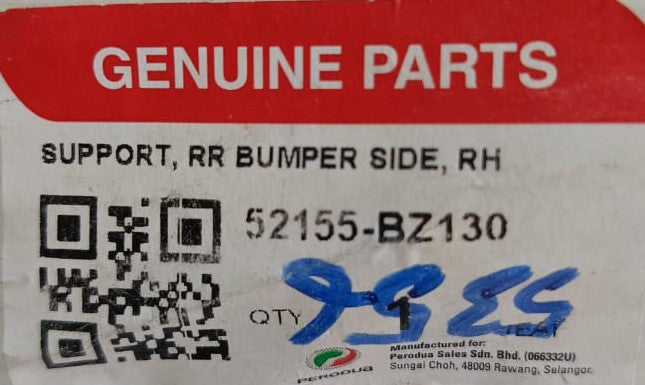 GENUINE PARTS
SUPPORT, RR BUMPER SIDE, RH
52155-BZ130
QTY 1
Manufactured for:
Perodua Sales Sdn. Bhd. (066332U)
Sungai Choh, 48009 Rawang, Selangor.
PERODUA